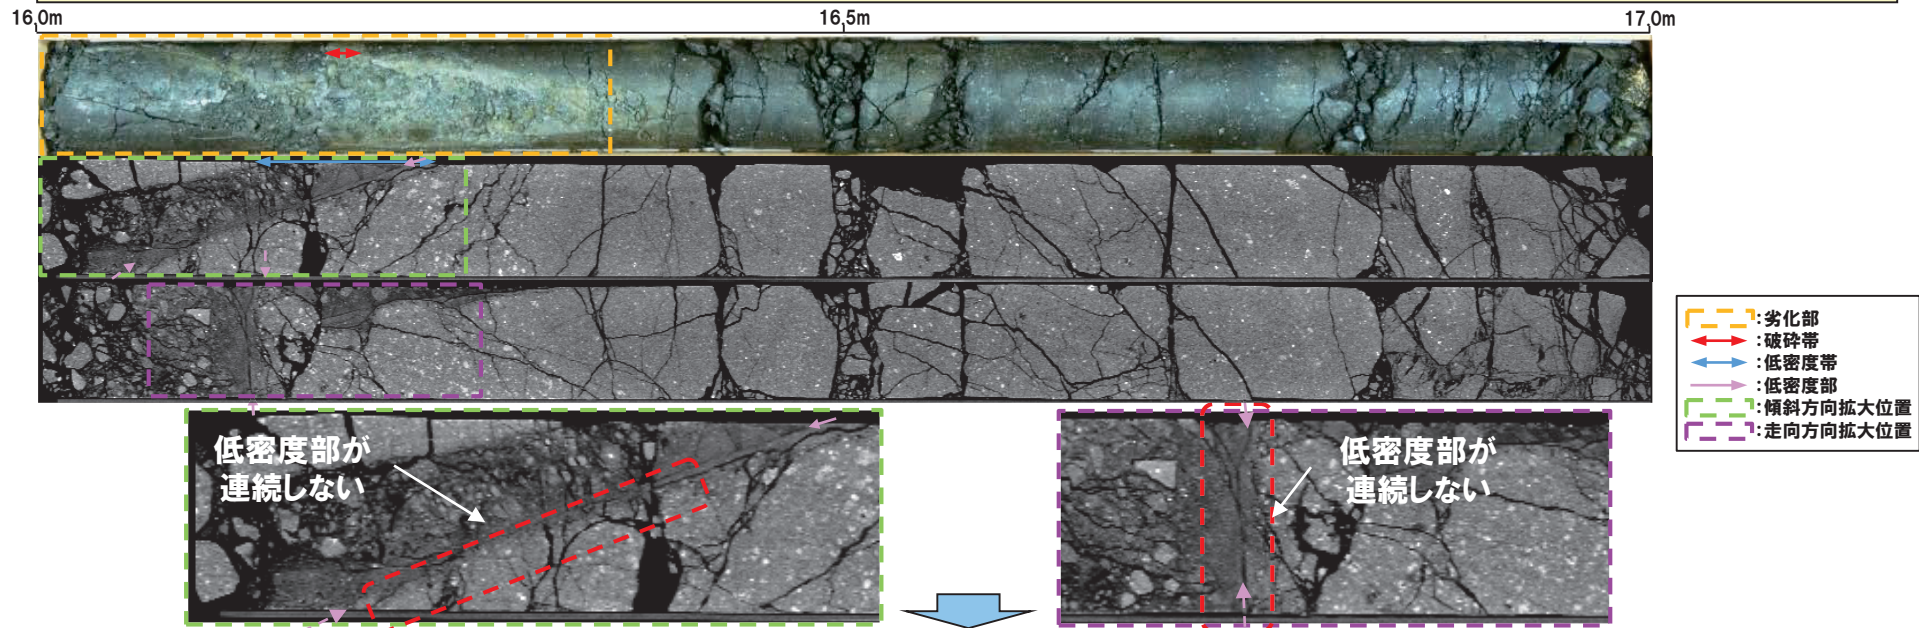 16.0m
16.5m
17.0m
:劣化部
:破砕帯
:低密度帯
:低密度部
:傾斜方向拡大位置
:走向方向拡大位置
低密度部が
連続しない
低密度部が
連続しない